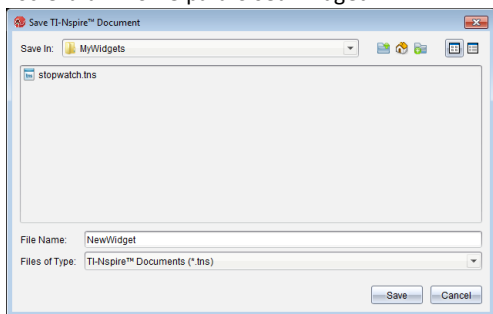 Save TI-Nspire™ Document
Save In: MyWidgets
stopwatch.tns
File Name: NewWidget
Files of Type: TI-Nspire™ Documents (*.tns)
Save Cancel